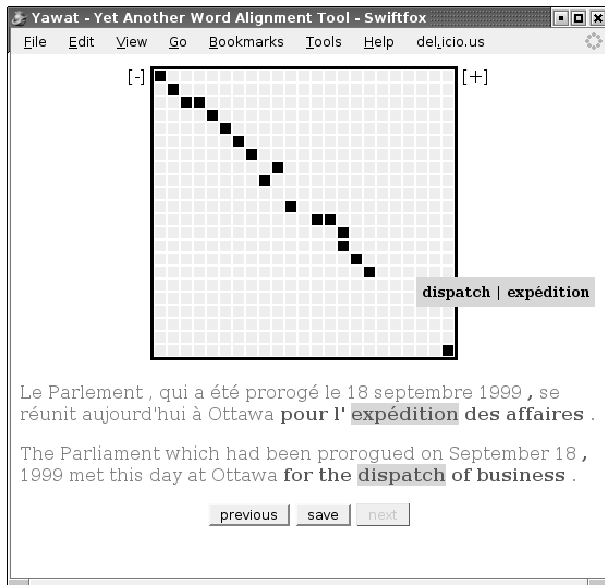 Yawat - Yet Another Word Alignment Tool - Swiftfox
File Edit View Go Bookmarks Tools Help del.icio.us
[-] [+]
dispatch | expédition
Le Parlement , qui a été prorogé le 18 septembre 1999 , se
réunit aujourd'hui à Ottawa pour l' expédition des affaires .
The Parliament which had been prorogued on September 18 ,
1999 met this day at Ottawa for the dispatch of business .
previous save next